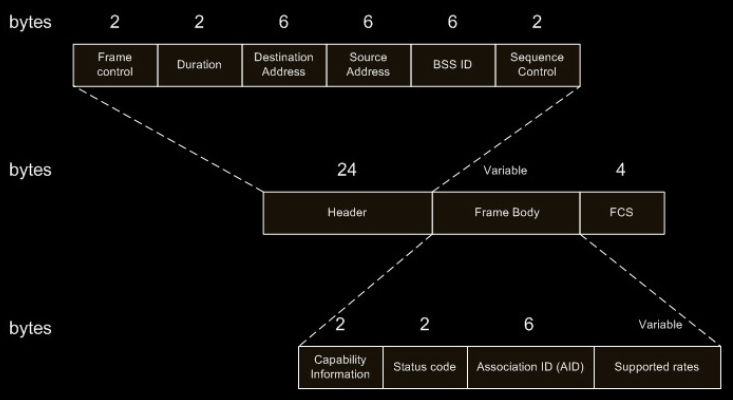 bytes 2 2 6 6 6 2
Frame control Duration Destination Address Source Address BSS ID Sequence Control
bytes 24 Variable 4
Header Frame Body FCS
bytes 2 2 6 Variable
Capability Information Status code Association ID (AID) Supported rates